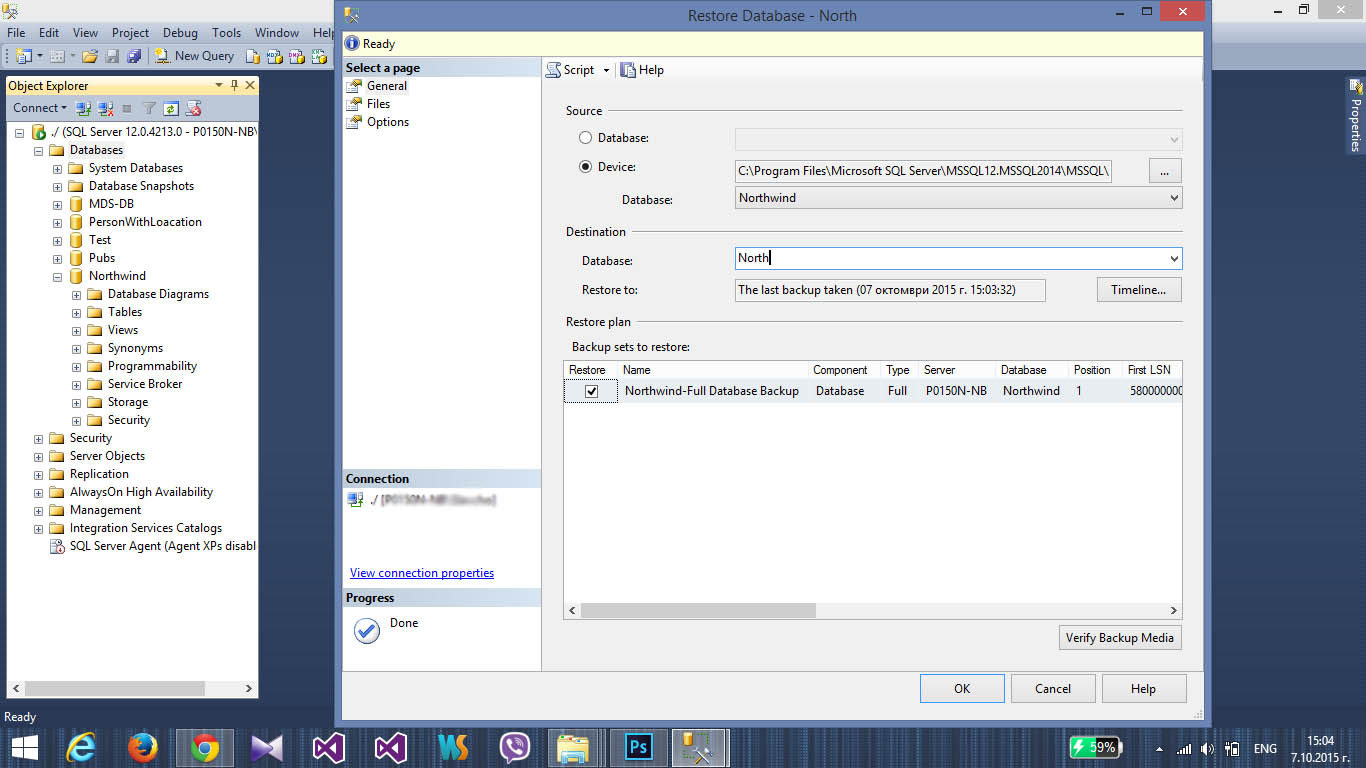 Restore Database - North
File Edit View Project Debug Tools Window Help
New Query
Ready
Object Explorer
Connect
./ (SQL Server 12.0.4213.0 - P0150N-NB\
Databases
System Databases
Database Snapshots
MDS-DB
PersonWithLoacation
Test
Pubs
Northwind
Database Diagrams
Tables
Views
Synonyms
Programmability
Service Broker
Storage
Security
Security
Server Objects
Replication
AlwaysOn High Availability
Management
Integration Services Catalogs
SQL Server Agent (Agent XPs disabl
Ready
Select a page
General
Files
Options
Connection
./
View connection properties
Progress
Done
Script Help
Source
Database:
Device: C:\Program Files\Microsoft SQL Server\MSSQL12.MSSQL2014\MSSQL\ ...
Database: Northwind
Destination
Database: North
Restore to: The last backup taken (07 октомври 2015 г. 15:03:32) Timeline...
Restore plan
Backup sets to restore:
Restore Name Component Type Server Database Position First LSN
Northwind-Full Database Backup Database Full P0150N-NB Northwind 1 580000000
Verify Backup Media
OK Cancel Help
Properties
Ps
59%
ENG
15:04
7.10.2015 г.